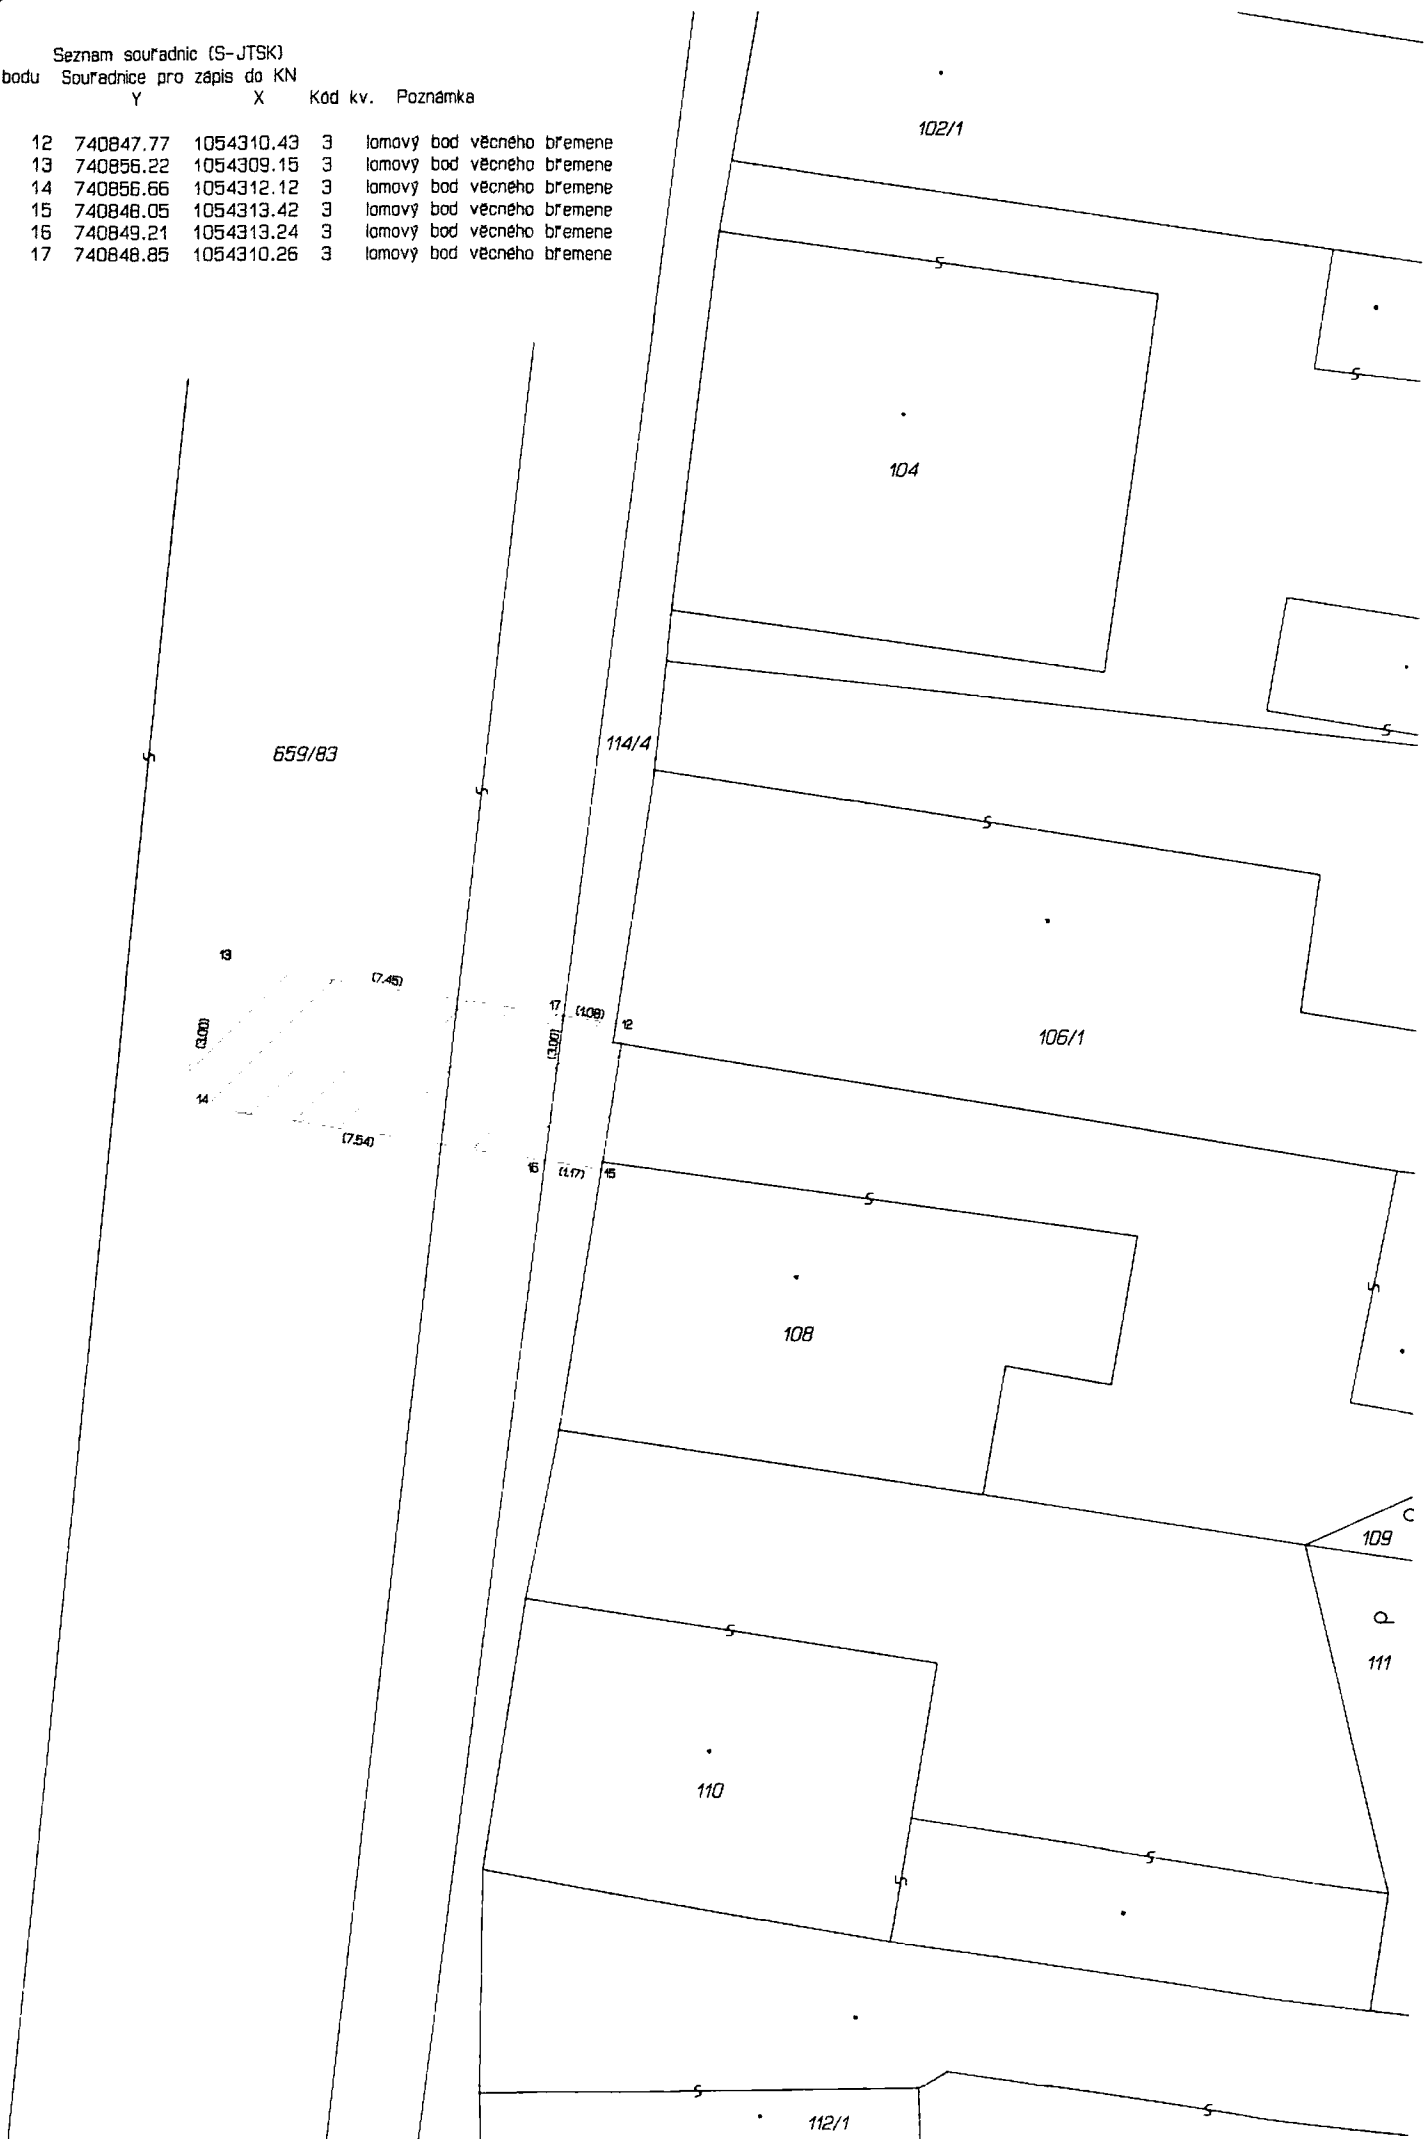 Seznam souřadnic (S-JTSK)
bodu Souřadnice pro zápis do KN
Y X Kód kv. Poznámka
12 740847.77 1054310.43 3 lomový bod věcného břemene
13 740856.22 1054309.15 3 lomový bod věcného břemene
14 740856.66 1054312.12 3 lomový bod věcného břemene
15 740848.05 1054313.42 3 lomový bod věcného břemene
16 740849.21 1054313.24 3 lomový bod věcného břemene
17 740848.85 1054310.26 3 lomový bod věcného břemene
102/1
104
659/83
114/4
13
(7.45)
17
(1.08)
12
(3.00)
(3.00)
106/1
14
(7.54)
16
(1.17)
15
108
109
111
110
112/1